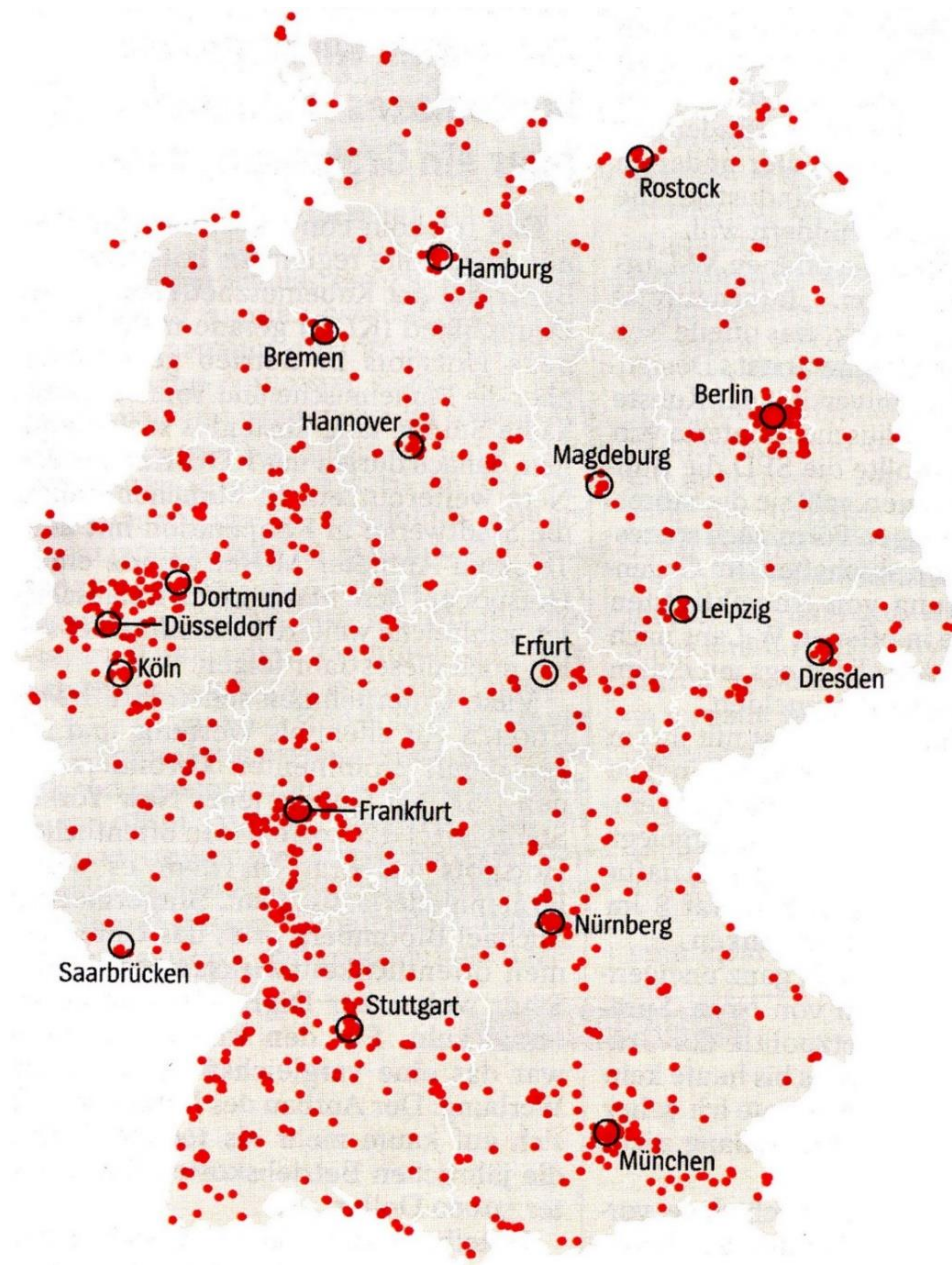 Rostock
Hamburg
Bremen
Berlin
Hannover
Magdeburg
Dortmund
Düsseldorf
Leipzig
Köln
Erfurt
Dresden
Frankfurt
Nürnberg
Saarbrücken
Stuttgart
München